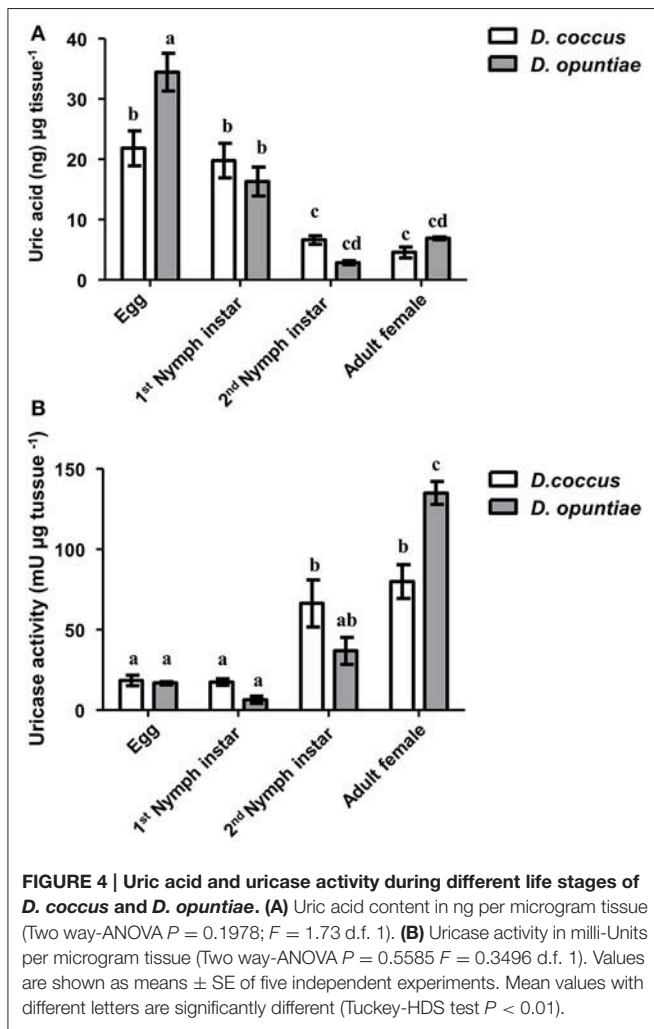 A
Uric acid (ng) µg tissue-1
40
30
20
10
0
b
a
b
b
c
cd
c
cd
D. coccus
D. opuntiae
Egg
1st Nymph instar
2nd Nymph instar
Adult female
B
Uricase activity (mU µg tussue -1)
150
100
50
0
a
a
a
a
b
ab
b
c
D.coccus
D. opuntiae
Egg
1st Nymph instar
2nd Nymph instar
Adult female
FIGURE 4 | Uric acid and uricase activity during different life stages of
D. coccus and D. opuntiae. (A) Uric acid content in ng per microgram tissue
(Two way-ANOVA P = 0.1978; F = 1.73 d.f. 1). (B) Uricase activity in milli-Units
per microgram tissue (Two way-ANOVA P = 0.5585 F = 0.3496 d.f. 1). Values
are shown as means ± SE of five independent experiments. Mean values with
different letters are significantly different (Tuckey-HDS test P < 0.01).